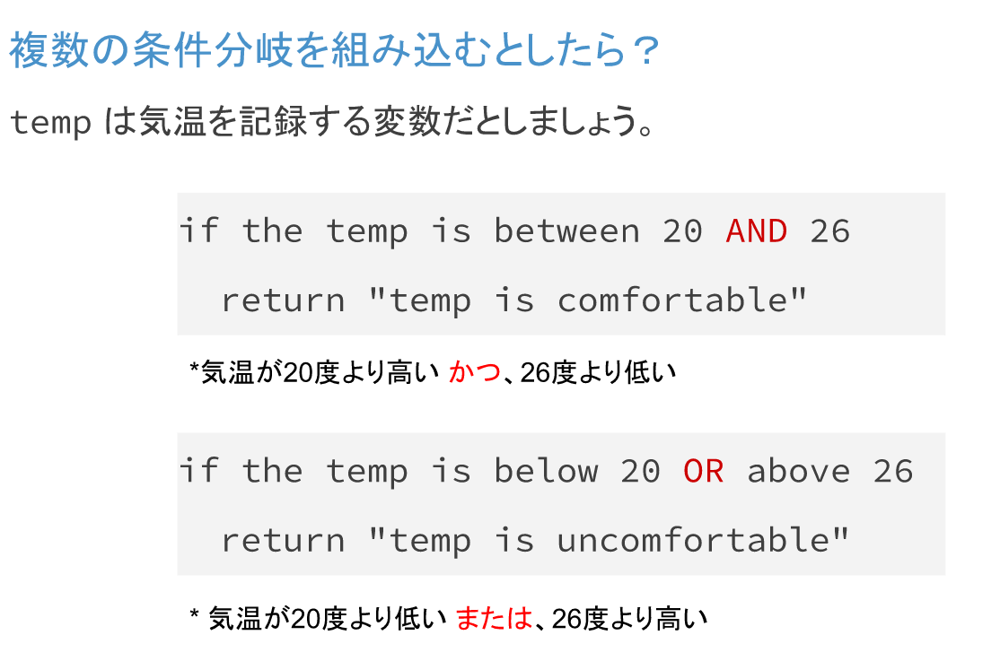 複数の条件分岐を組み込むとしたら？
temp は気温を記録する変数だとしましょう。
if the temp is between 20 AND 26
return "temp is comfortable"
*気温が20度より高い かつ、26度より低い
if the temp is below 20 OR above 26
return "temp is uncomfortable"
* 気温が20度より低い または、26度より高い